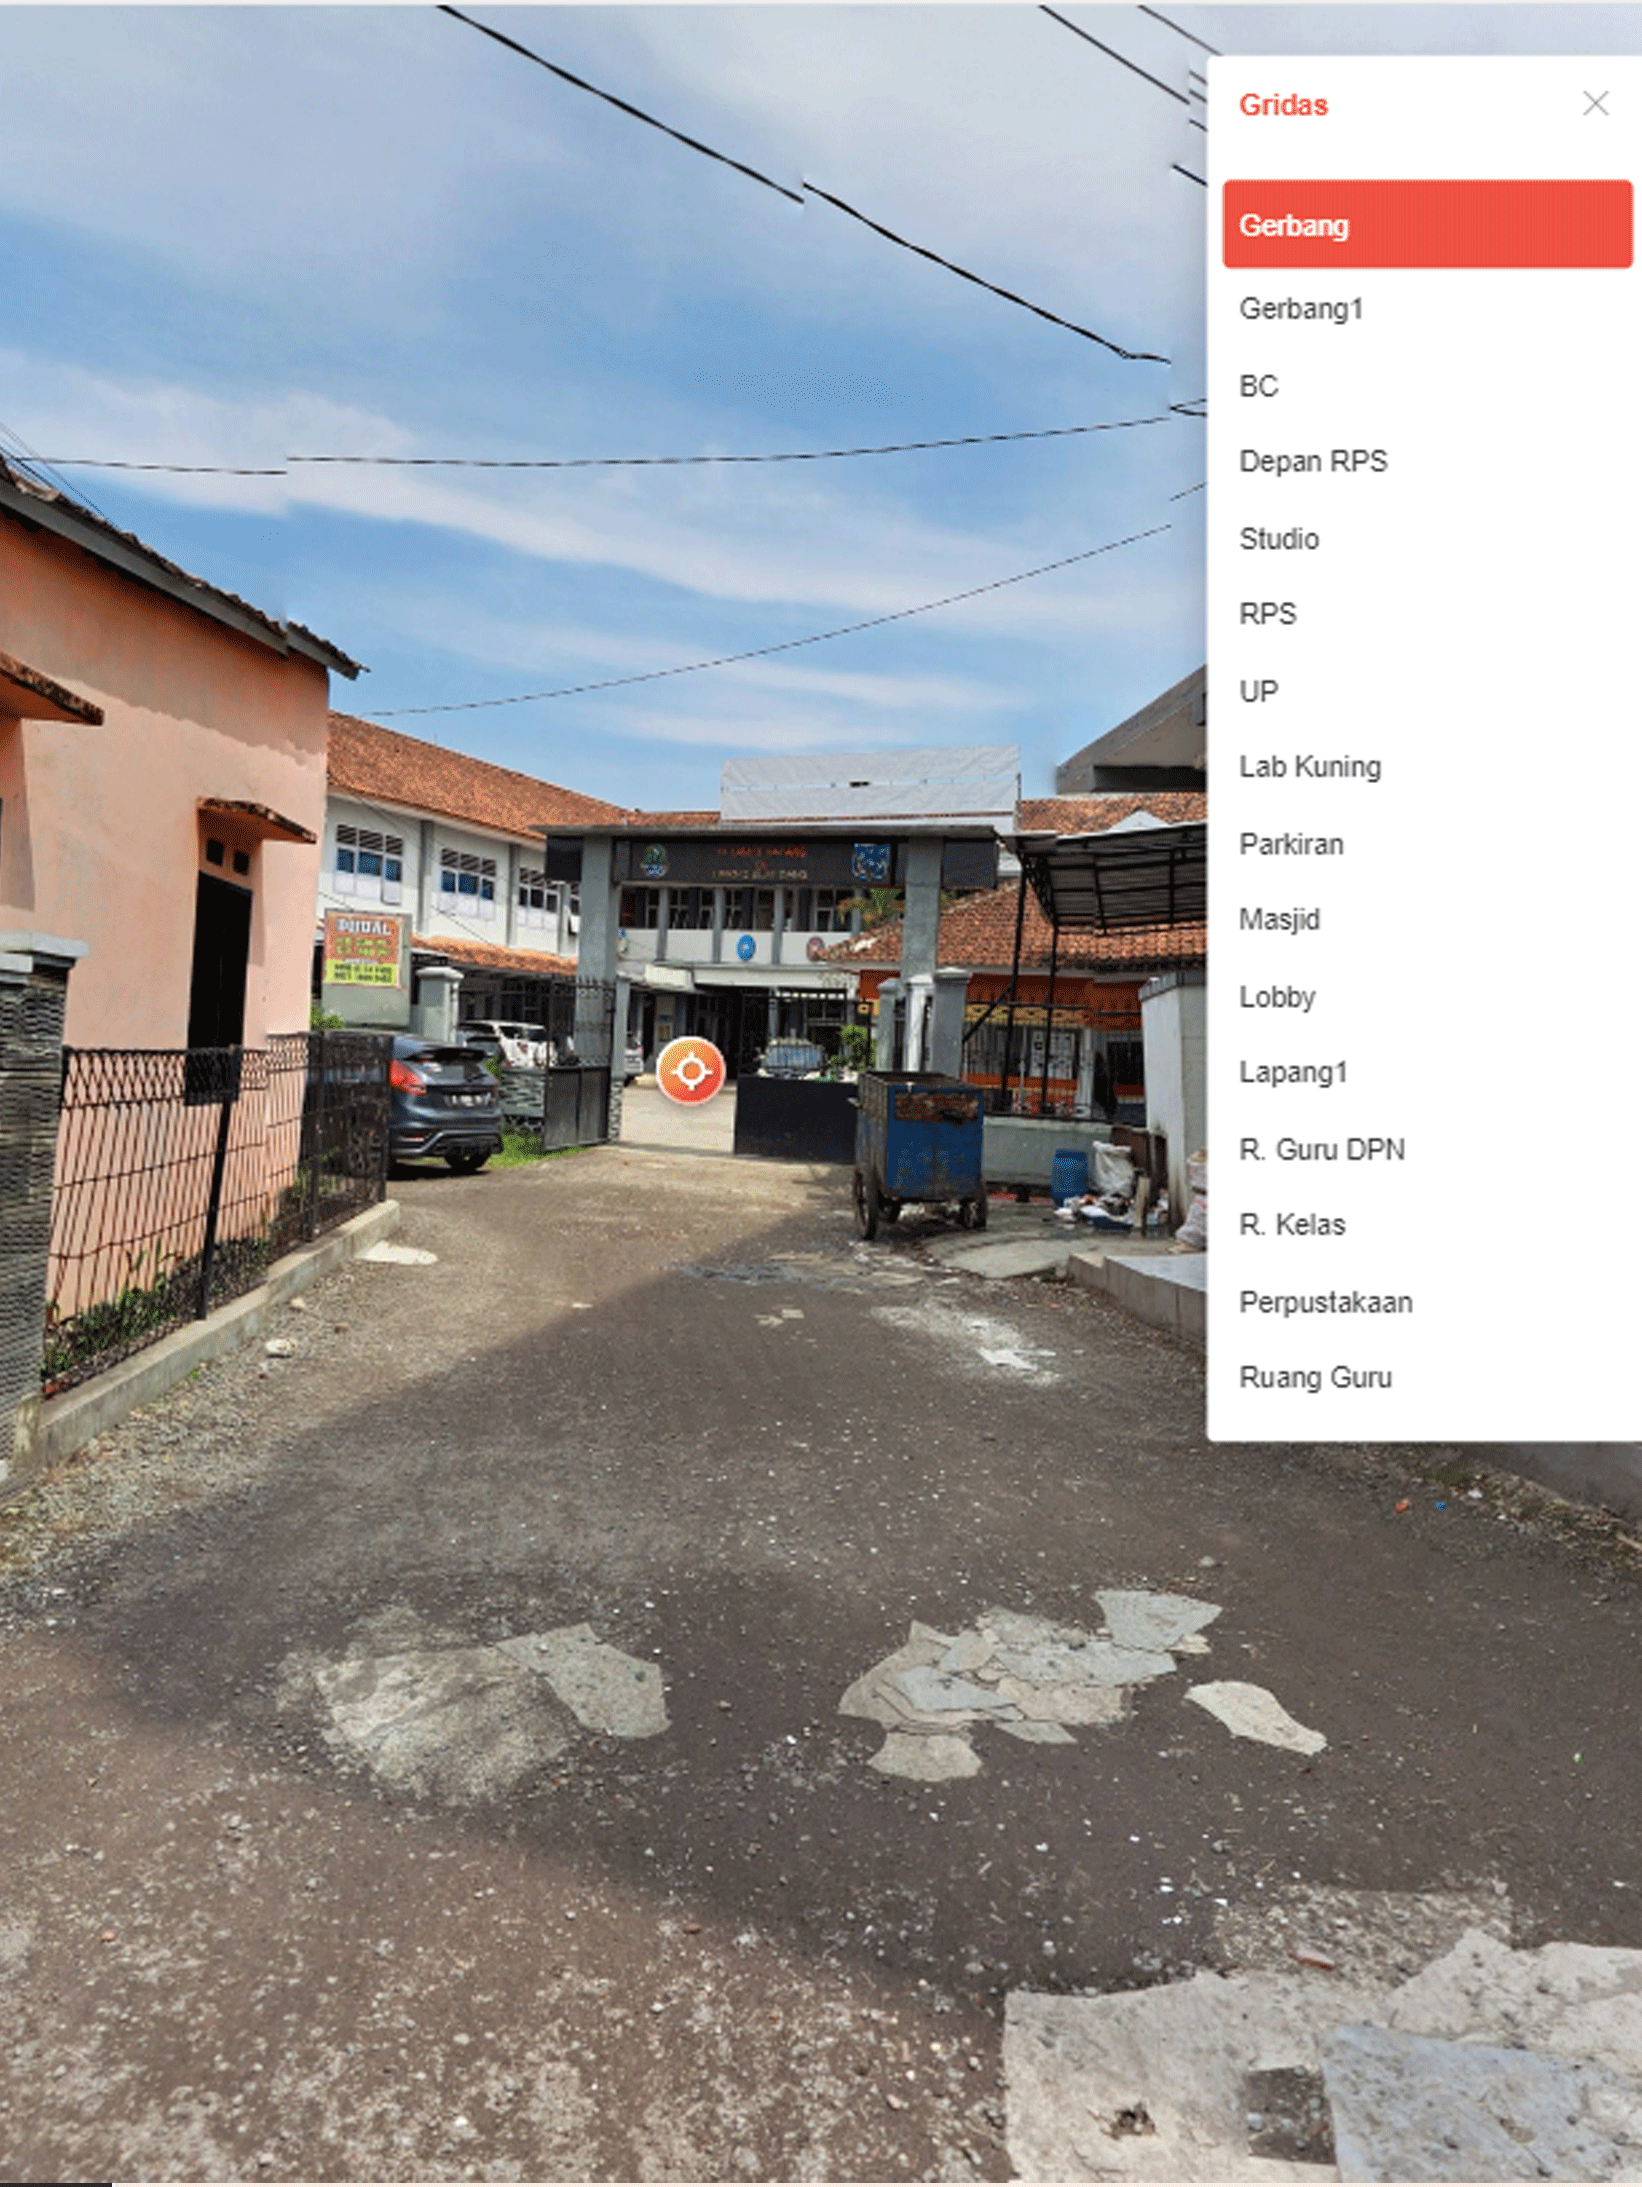 Gridas
Gerbang
Gerbang1
BC
Depan RPS
Studio
RPS
UP
Lab Kuning
Parkiran
Masjid
Lobby
Lapang1
R. Guru DPN
R. Kelas
Perpustakaan
Ruang Guru
DIJUAL